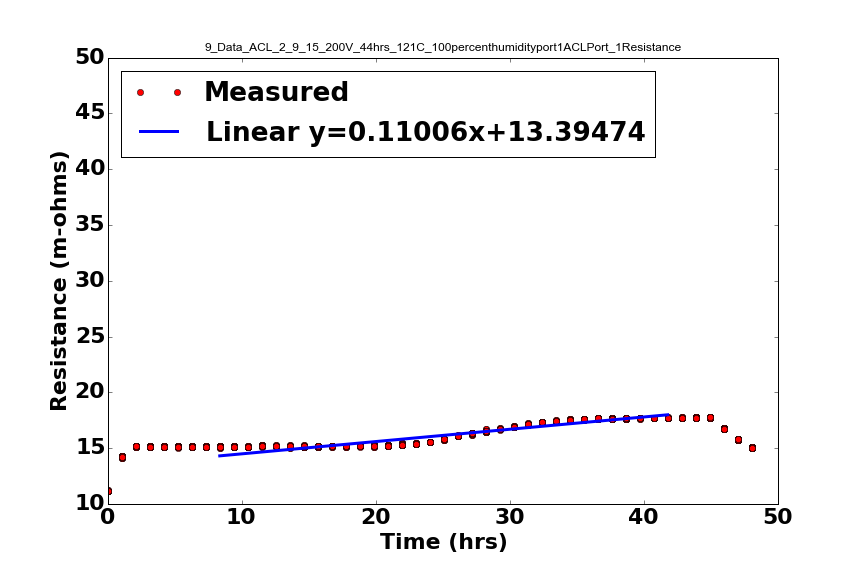 9_Data_ACL_2_9_15_200V_44hrs_121C_100percenthumidityport1ACLPort_1Resistance
Measured
Linear y=0.11006x+13.39474
50
45
40
35
30
25
20
15
10
Resistance (m-ohms)
0 10 20 30 40 50
Time (hrs)